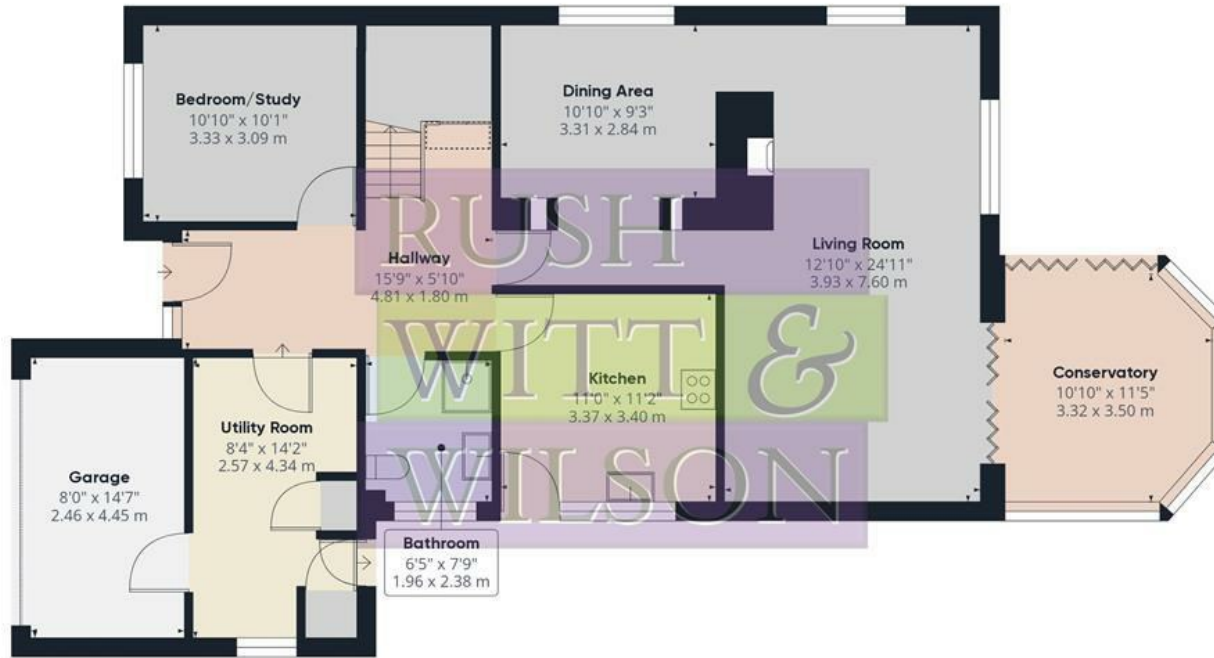 Bedroom/Study
10'10" x 10'1"
3.33 x 3.09 m
Dining Area
10'10" x 9'3"
3.31 x 2.84 m
RUSH
WITT &
WILSON
Hallway
15'9" x 5'10"
4.81 x 1.80 m
Living Room
12'10" x 24'11"
3.93 x 7.60 m
Kitchen
11'0" x 11'2"
3.37 x 3.40 m
Conservatory
10'10" x 11'5"
3.32 x 3.50 m
Utility Room
8'4" x 14'2"
2.57 x 4.34 m
Garage
8'0" x 14'7"
2.46 x 4.45 m
Bathroom
6'5" x 7'9"
1.96 x 2.38 m